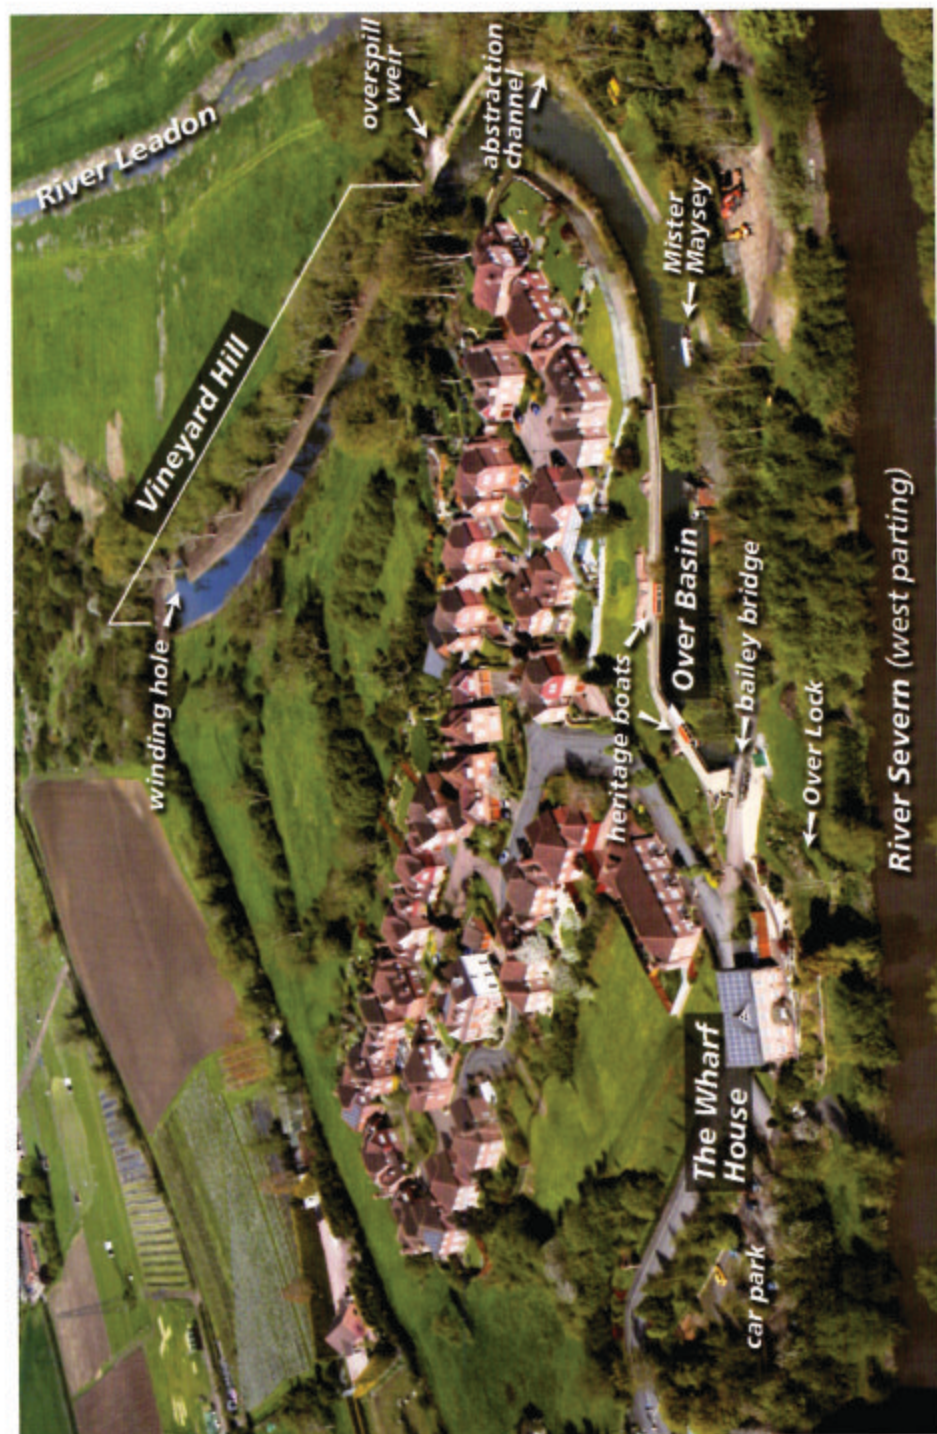 River Leadon
overspill
weir
abstraction
channel
Vineyard Hill
Mister
Maysey
winding hole
heritage boats
Over Basin
bailey bridge
Over Lock
River Severn (west parting)
The Wharf
House
car park